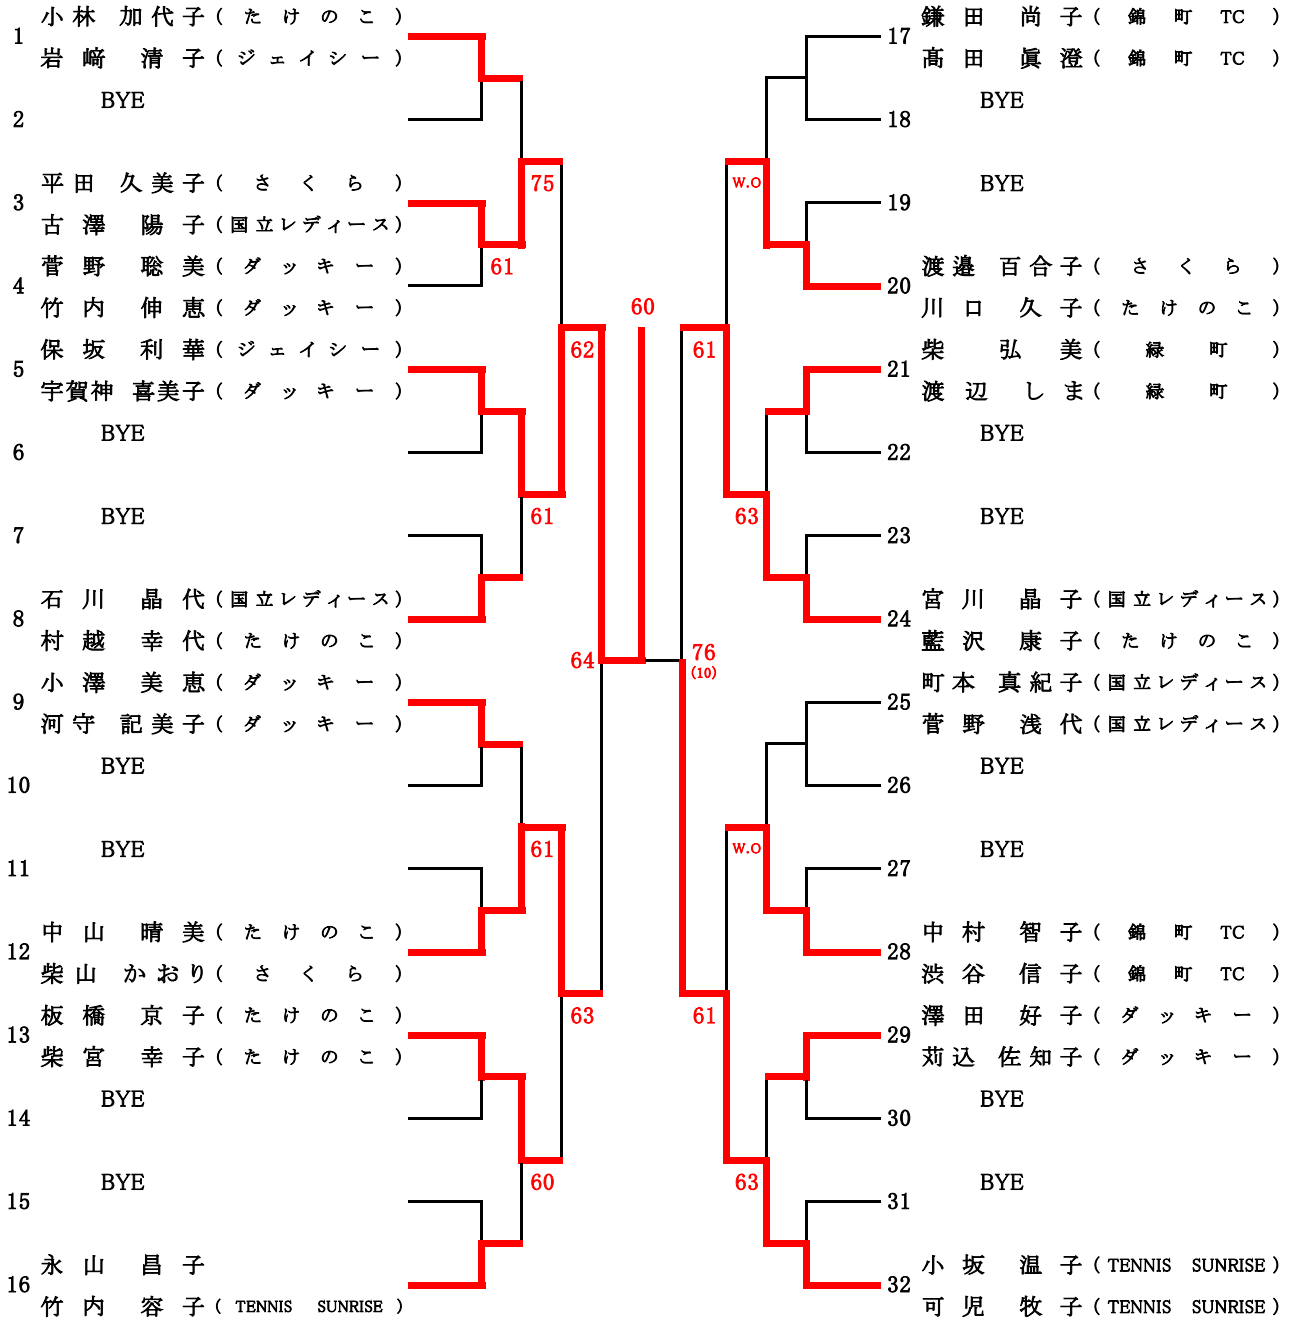 1 小林 加代子 ( たけのこ )
岩﨑 清子 ( ジェイシー )
2 BYE
3 平田 久美子 ( さくら )
古澤 陽子 ( 国立レディース )
4 菅野 聡美 ( ダッキー )
竹内 伸恵 ( ダッキー )
5 保坂 利華 ( ジェイシー )
宇賀神 喜美子 ( ダッキー )
6 BYE
7 BYE
8 石川 晶代 ( 国立レディース )
村越 幸代 ( たけのこ )
9 小澤 美恵 ( ダッキー )
河守 記美子 ( ダッキー )
10 BYE
11 BYE
12 中山 晴美 ( たけのこ )
柴山 かおり ( さくら )
13 板橋 京子 ( たけのこ )
柴宮 幸子 ( たけのこ )
14 BYE
15 BYE
16 永山 昌子
竹内 容子 ( TENNIS SUNRISE )
61
75
61
61
60
62
63
64
60
76
(10)
61
61
w.o
63
w.o
63
17 鎌田 尚子 ( 錦町 TC )
髙田 眞澄 ( 錦町 TC )
18 BYE
19 BYE
20 渡邉 百合子 ( さくら )
川口 久子 ( たけのこ )
21 柴 弘美 ( 緑町 )
渡辺 しま ( 緑町 )
22 BYE
23 BYE
24 宮川 晶子 ( 国立レディース )
藍沢 康子 ( たけのこ )
25 町本 真紀子 ( 国立レディース )
菅野 浅代 ( 国立レディース )
26 BYE
27 BYE
28 中村 智子 ( 錦町 TC )
渋谷 信子 ( 錦町 TC )
29 澤田 好子 ( ダッキー )
苅込 佐知子 ( ダッキー )
30 BYE
31 BYE
32 小坂 温子 ( TENNIS SUNRISE )
可児 牧子 ( TENNIS SUNRISE )